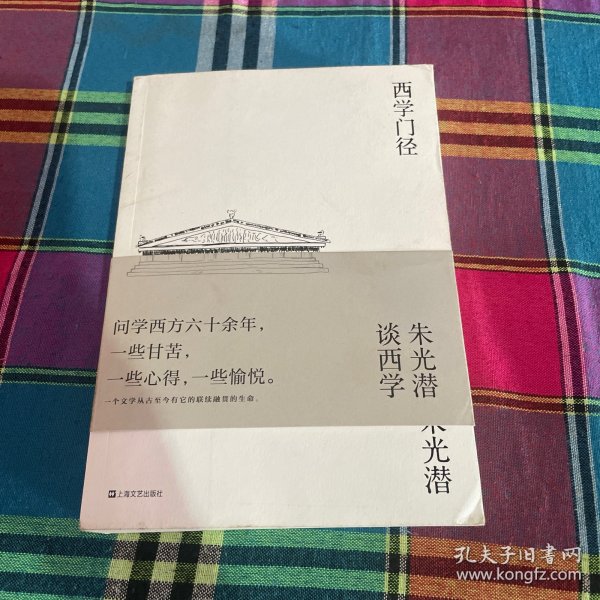 西学门径
问学西方六十余年，
一些甘苦，
一些心得，一些愉悦。
一个文学从古至今有它的联续融贯的生命。
朱光潜
谈西学
朱光潜
上海文艺出版社
孔夫子旧书网
www.kongfz.com